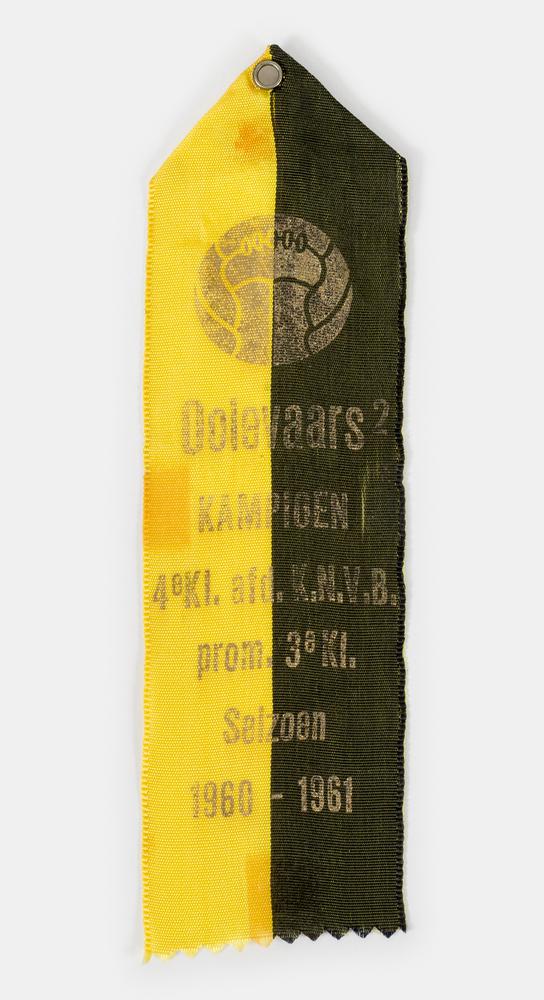 Ooievaars 2
KAMPIOEN
4e Kl. afd. K.N.V.B.
prom. 3e Kl.
Seizoen
1960 - 1961